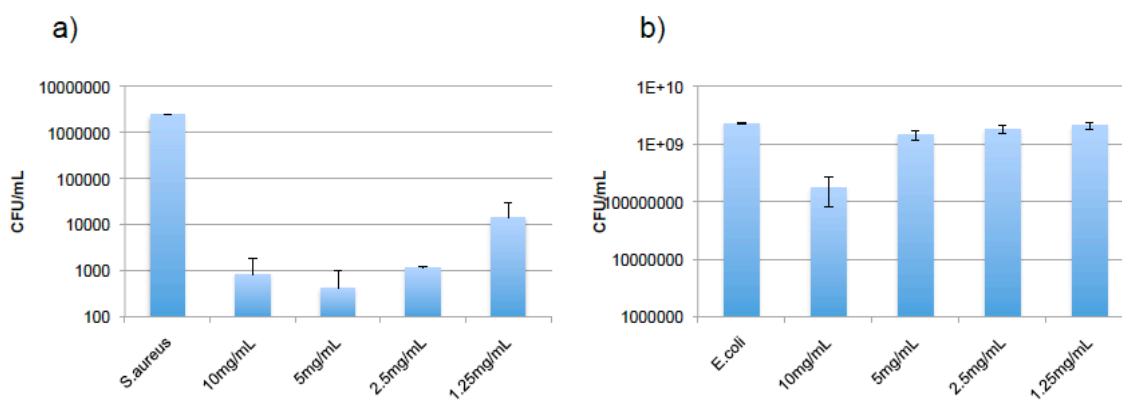 a)
10000000
1000000
100000
10000
1000
100
CFU/mL
S.aureus
10mg/mL
5mg/mL
2.5mg/mL
1.25mg/mL
b)
1E+10
1E+09
100000000
10000000
1000000
CFU/mL
E.coli
10mg/mL
5mg/mL
2.5mg/mL
1.25mg/mL